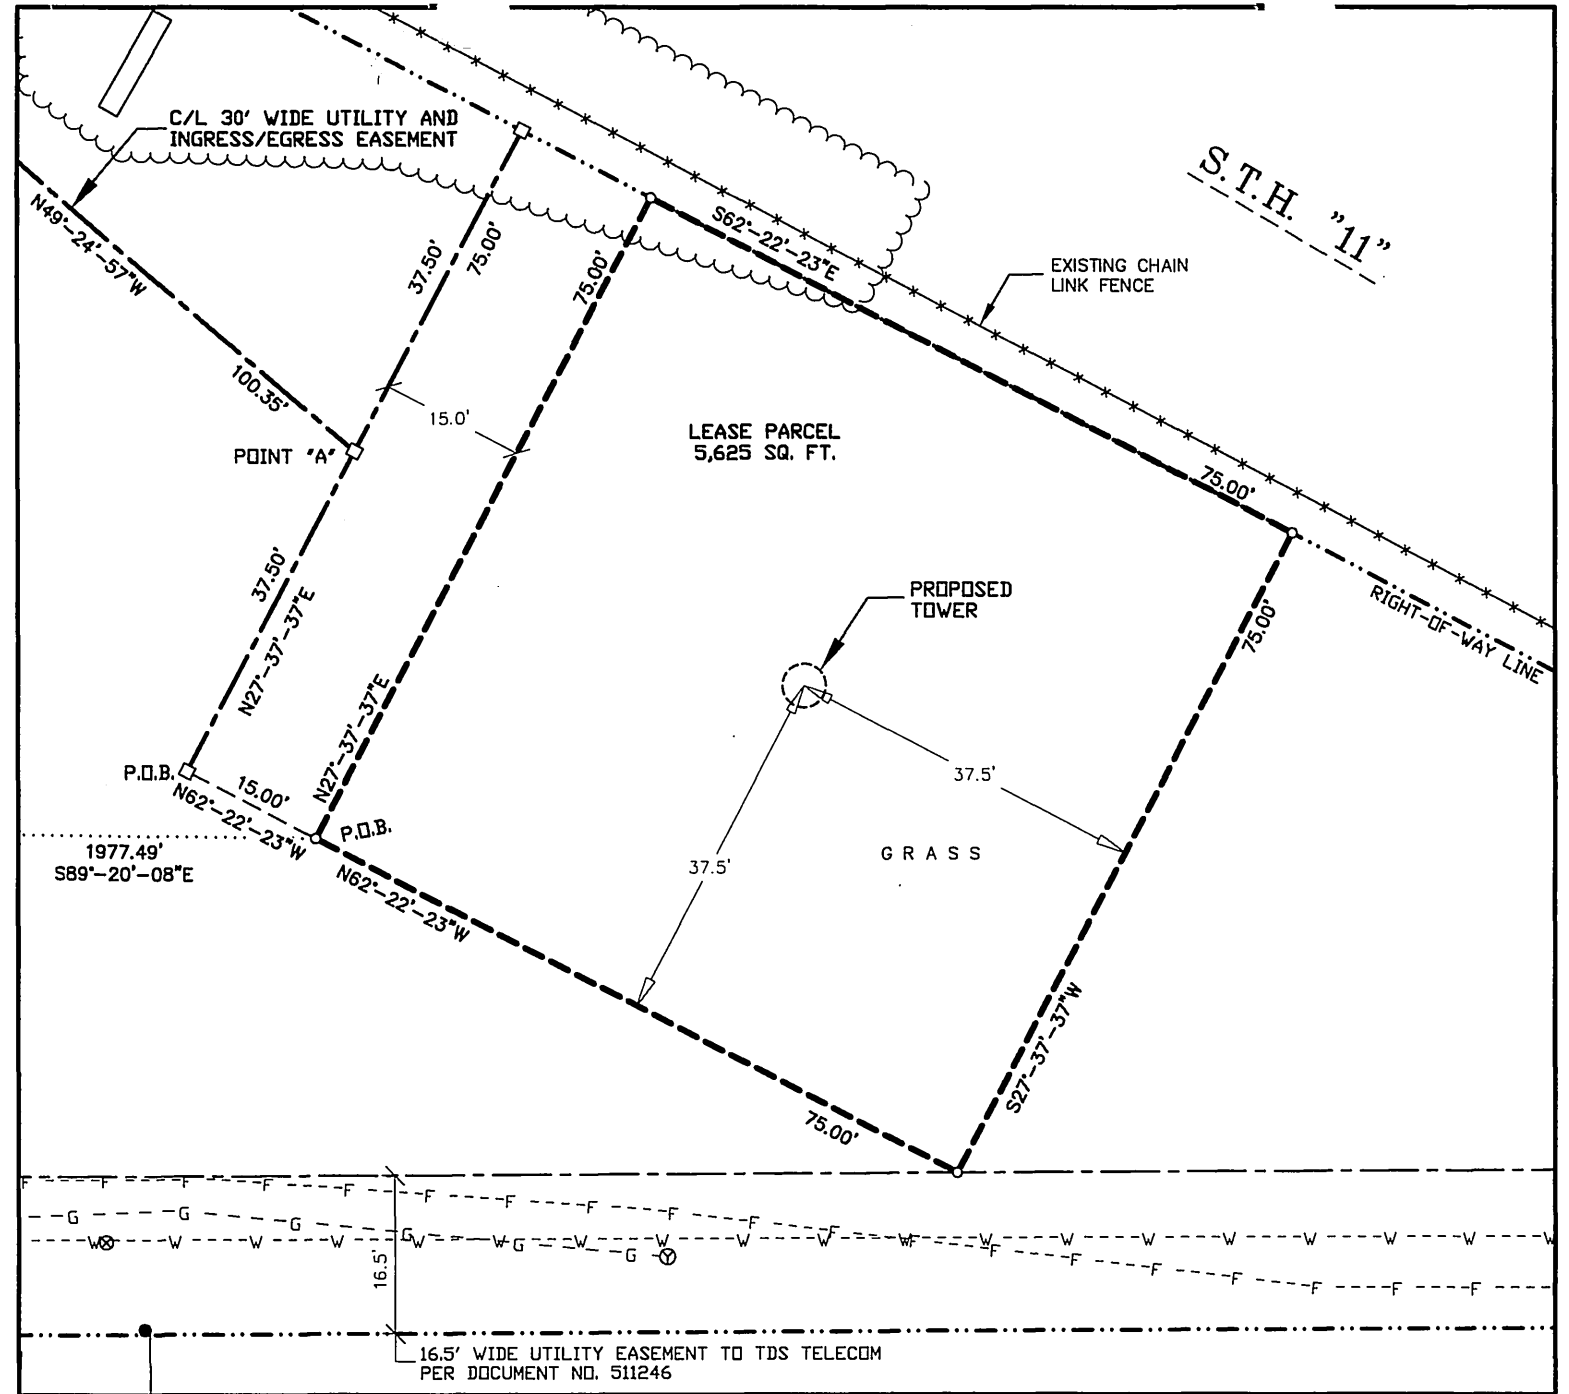 C/L 30' WIDE UTILITY AND
INGRESS/EGRESS EASEMENT
S.T.H. "11"
N49°-24'-57"W
100.35'
37.50'
75.00'
75.00'
S62°-22'-23"E
EXISTING CHAIN
LINK FENCE
15.0'
POINT "A"
LEASE PARCEL
5,625 SQ. FT.
75.00'
37.50'
N27°-37'-37"E
N27°-37'-37"E
PROPOSED
TOWER
75.00'
RIGHT-OF-WAY LINE
P.O.B.
15.00'
N62°-22'-23"W
P.O.B.
1977.49'
S89°-20'-08"E
37.5'
37.5'
GRASS
N62°-22'-23"W
S27°-37'-37"W
75.00'
F F F F F F F F F F F F F F F F F F
G G G G G G
W W W W W W W W W W W W W W W W W W W
Y
16.5'
16.5' WIDE UTILITY EASEMENT TO TDS TELECOM
PER DOCUMENT NO. 511246